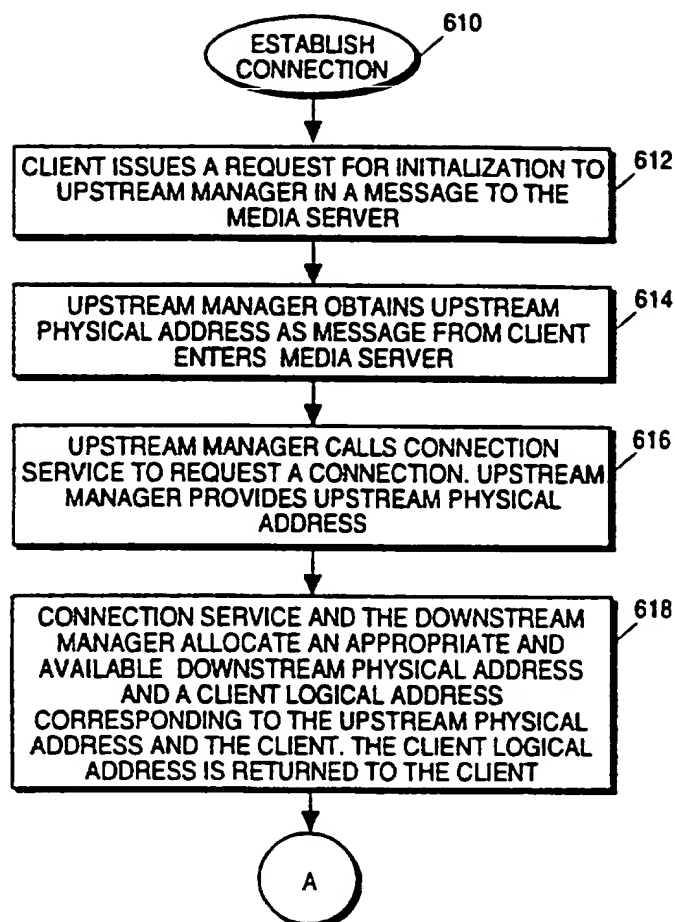 610
ESTABLISH
CONNECTION
612
CLIENT ISSUES A REQUEST FOR INITIALIZATION TO
UPSTREAM MANAGER IN A MESSAGE TO THE
MEDIA SERVER
614
UPSTREAM MANAGER OBTAINS UPSTREAM
PHYSICAL ADDRESS AS MESSAGE FROM CLIENT
ENTERS MEDIA SERVER
616
UPSTREAM MANAGER CALLS CONNECTION
SERVICE TO REQUEST A CONNECTION. UPSTREAM
MANAGER PROVIDES UPSTREAM PHYSICAL
ADDRESS
618
CONNECTION SERVICE AND THE DOWNSTREAM
MANAGER ALLOCATE AN APPROPRIATE AND
AVAILABLE DOWNSTREAM PHYSICAL ADDRESS
AND A CLIENT LOGICAL ADDRESS
CORRESPONDING TO THE UPSTREAM PHYSICAL
ADDRESS AND THE CLIENT. THE CLIENT LOGICAL
ADDRESS IS RETURNED TO THE CLIENT
A